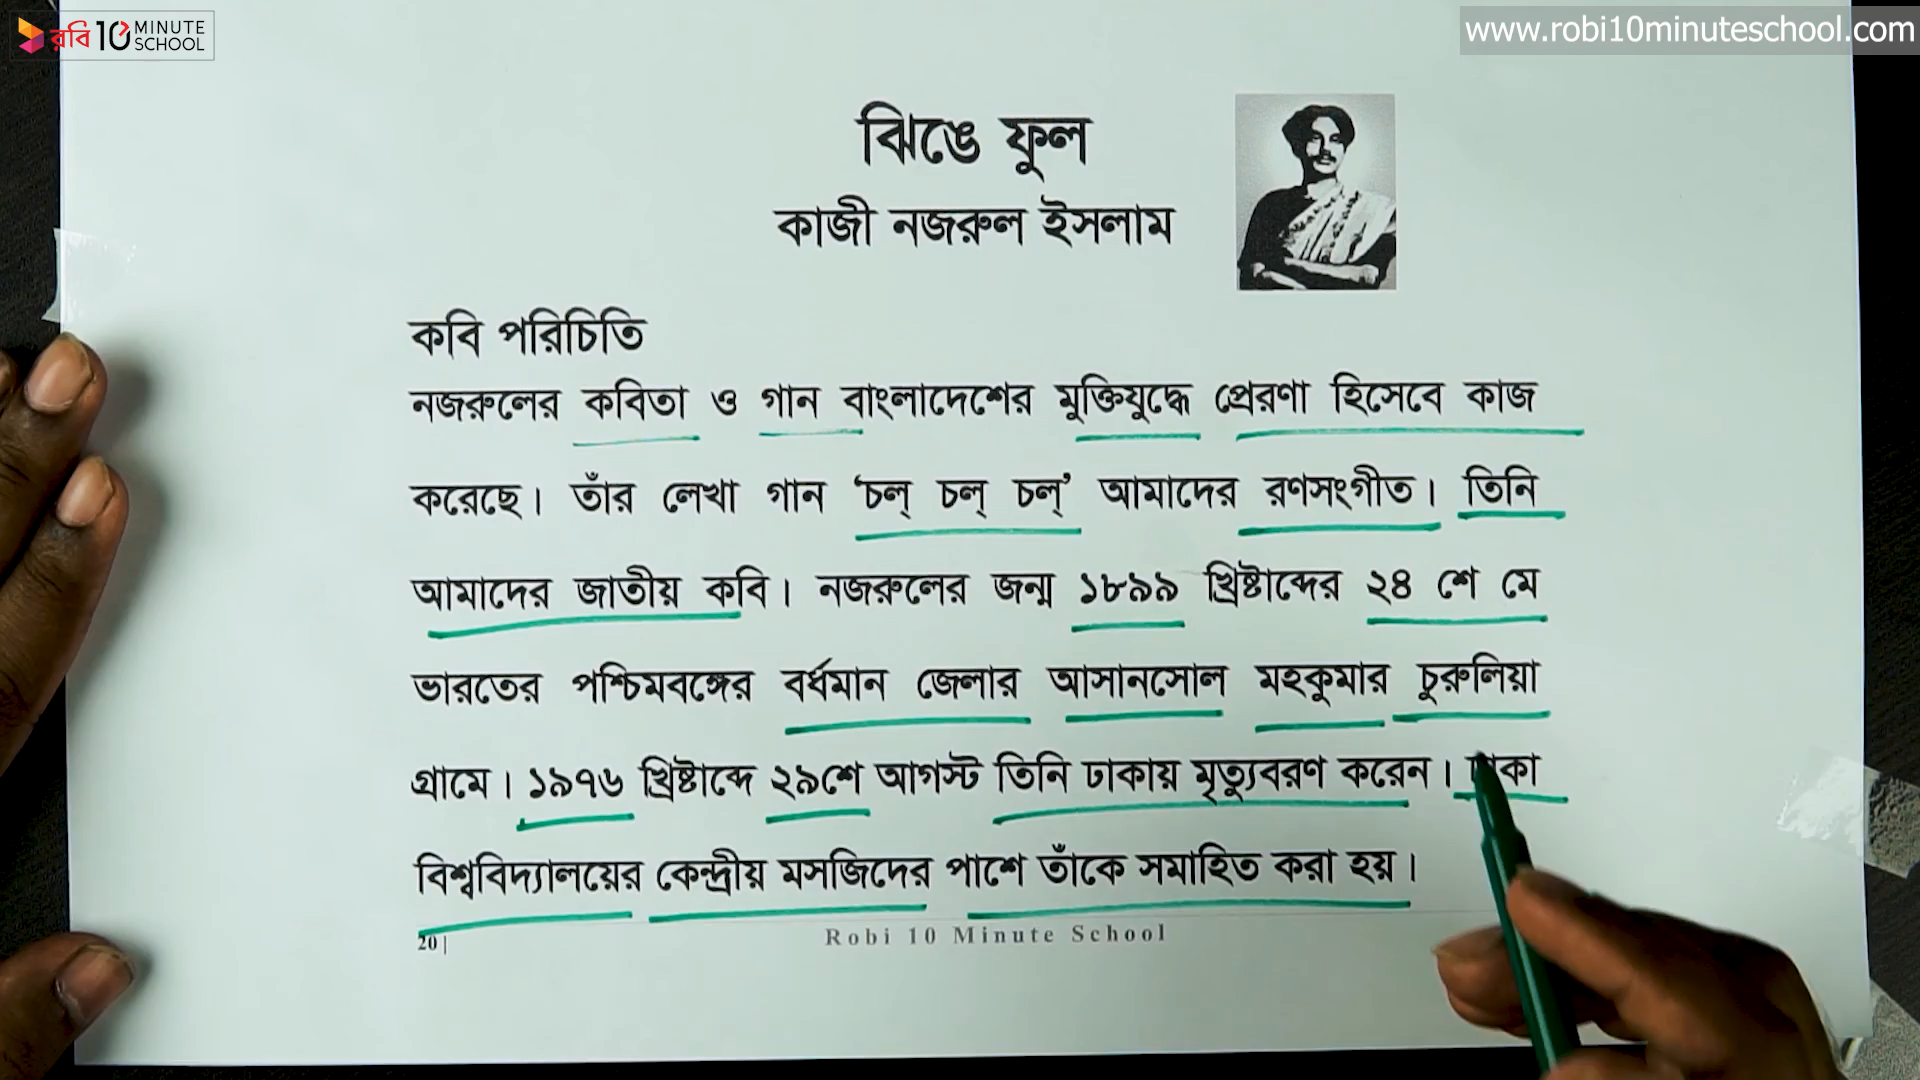 রবি 10 MINUTE SCHOOL
www.robi10minuteschool.com
ঝিঙে ফুল
কাজী নজরুল ইসলাম
কবি পরিচিতি
নজরুলের কবিতা ও গান বাংলাদেশের মুক্তিযুদ্ধে প্রেরণা হিসেবে কাজ
করেছে। তাঁর লেখা গান ‘চল্ চল্ চল্’ আমাদের রণসংগীত। তিনি
আমাদের জাতীয় কবি। নজরুলের জন্ম ১৮৯৯ খ্রিষ্টাব্দের ২৪ শে মে
ভারতের পশ্চিমবঙ্গের বর্ধমান জেলার আসানসোল মহকুমার চুরুলিয়া
গ্রামে। ১৯৭৬ খ্রিষ্টাব্দে ২৯শে আগস্ট তিনি ঢাকায় মৃত্যুবরণ করেন। ঢাকা
বিশ্ববিদ্যালয়ের কেন্দ্রীয় মসজিদের পাশে তাঁকে সমাহিত করা হয়।
20 |
Robi 10 Minute School